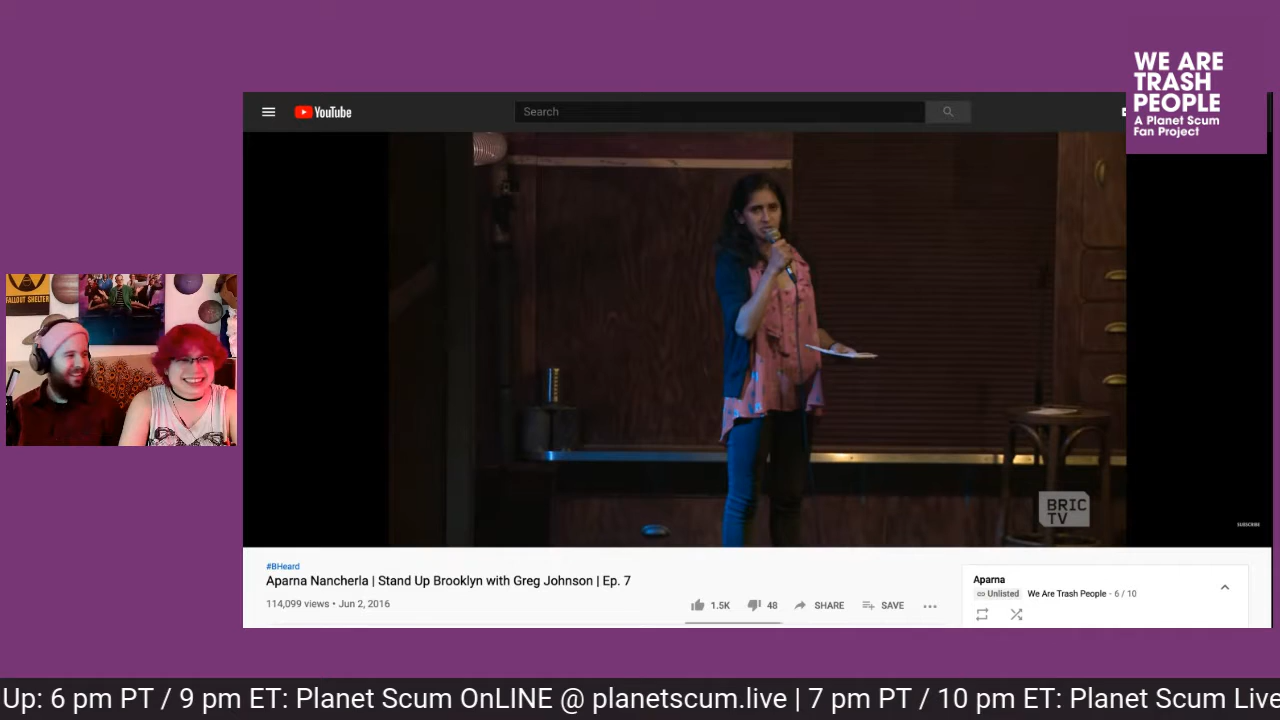 WE ARE
TRASH
PEOPLE
A Planet Scum
Fan Project
YouTube
Search
FALLOUT SHELTER
BRIC
TV
SUBSCRIBE
#BHeard
Aparna Nancherla | Stand Up Brooklyn with Greg Johnson | Ep. 7
114,099 views • Jun 2, 2016
1.5K
48
SHARE
SAVE
Aparna
Unlisted We Are Trash People - 6 / 10
Up: 6 pm PT / 9 pm ET: Planet Scum OnLINE @ planetscum.live | 7 pm PT / 10 pm ET: Planet Scum Live